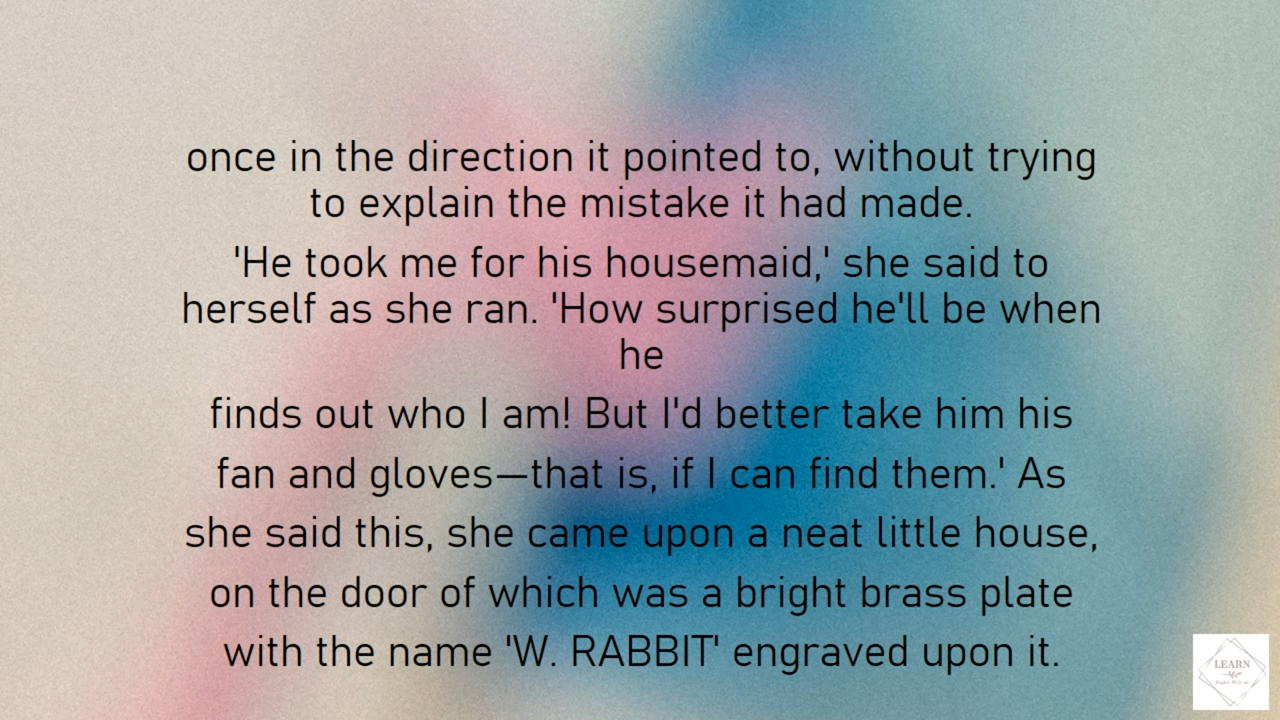 once in the direction it pointed to, without trying
to explain the mistake it had made.
'He took me for his housemaid,' she said to
herself as she ran. 'How surprised he'll be when
he
finds out who I am! But I'd better take him his
fan and gloves—that is, if I can find them.' As
she said this, she came upon a neat little house,
on the door of which was a bright brass plate
with the name 'W. RABBIT' engraved upon it.
LEARN